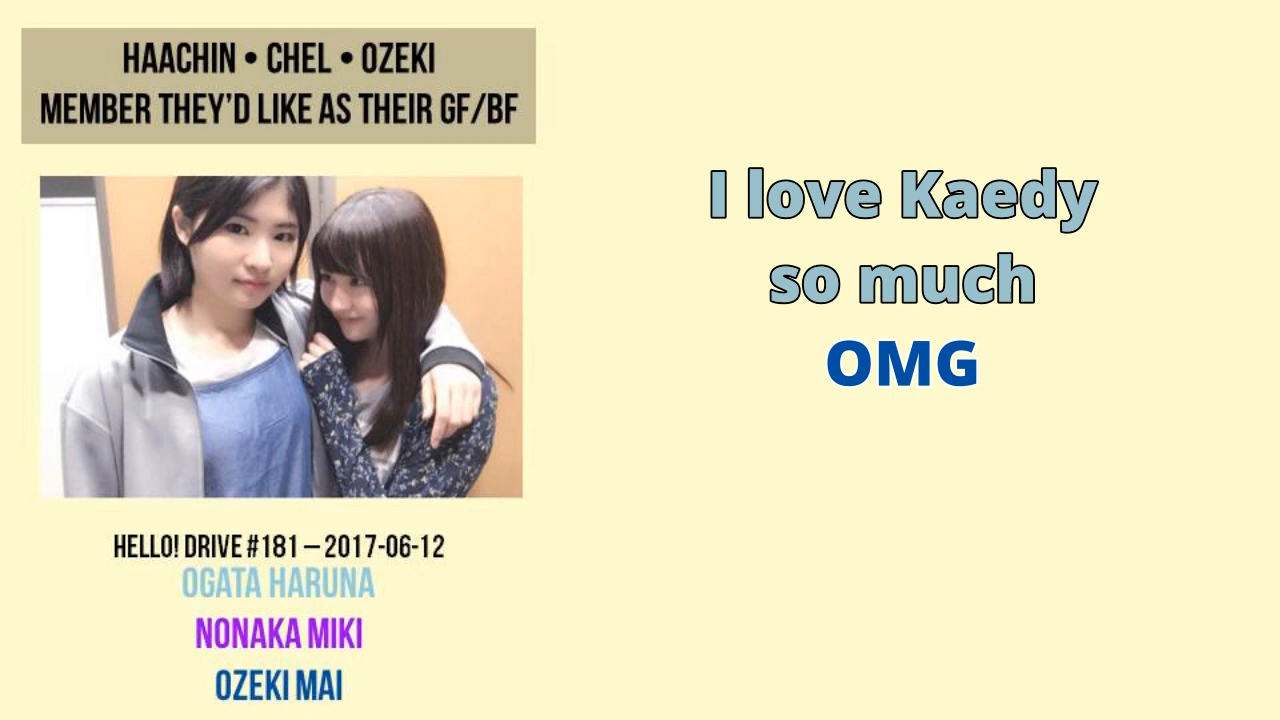 HAACHIN • CHEL • OZEKI
MEMBER THEY'D LIKE AS THEIR GF/BF
HELLO! DRIVE #181 – 2017-06-12
OGATA HARUNA
NONAKA MIKI
OZEKI MAI
I love Kaedy
so much
OMG